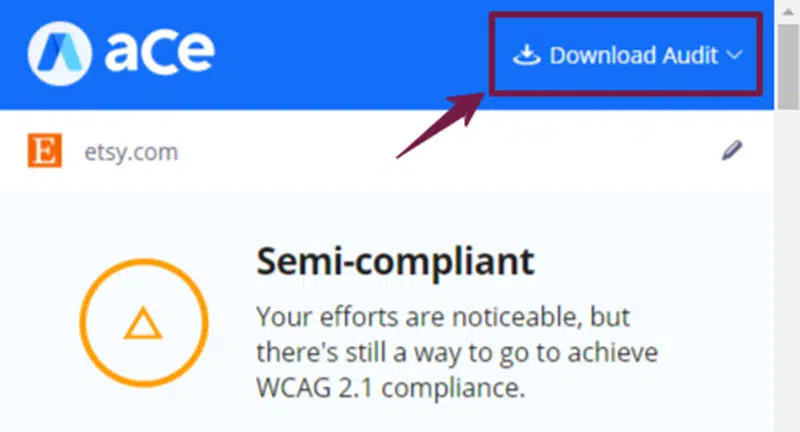 aCe
Download Audit
E
etsy.com
Semi-compliant
Your efforts are noticeable, but
there's still a way to go to achieve
WCAG 2.1 compliance.